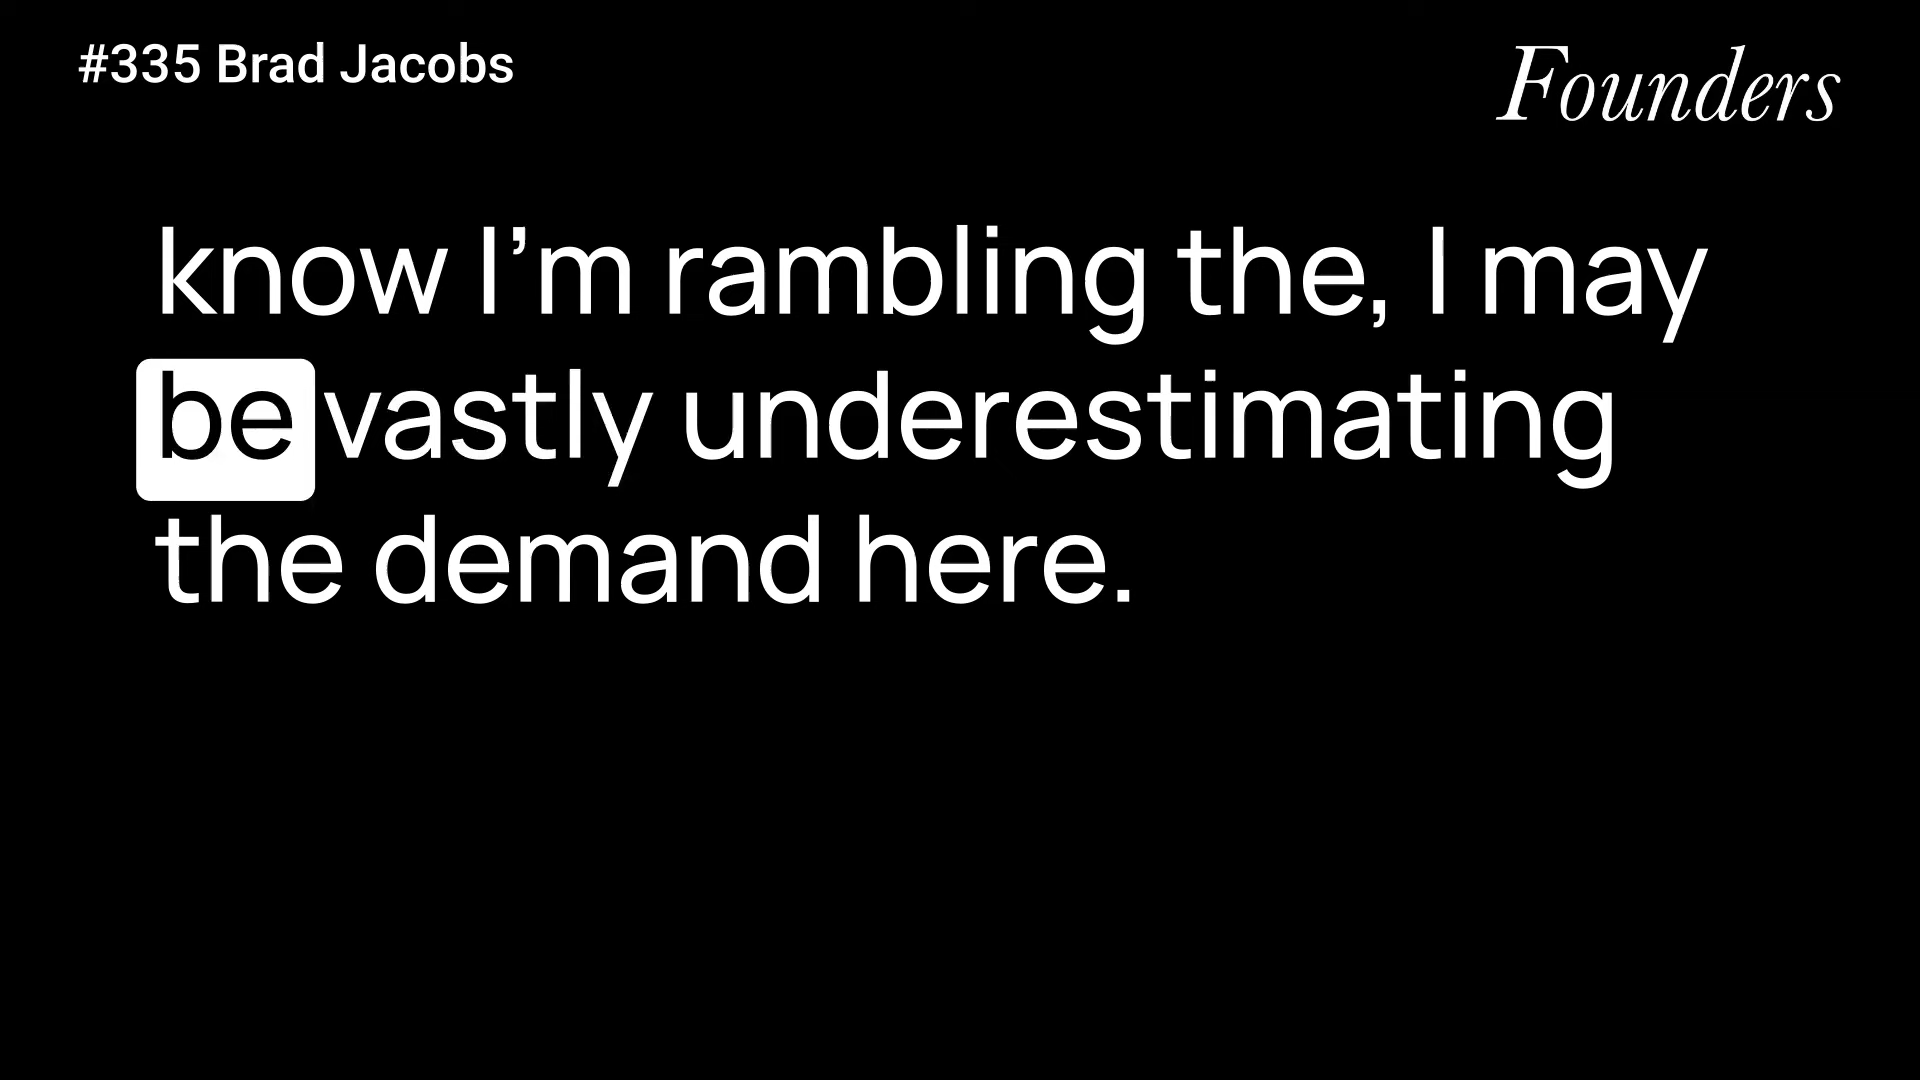 #335 Brad Jacobs
Founders
know I’m rambling the, I may
be vastly underestimating
the demand here.